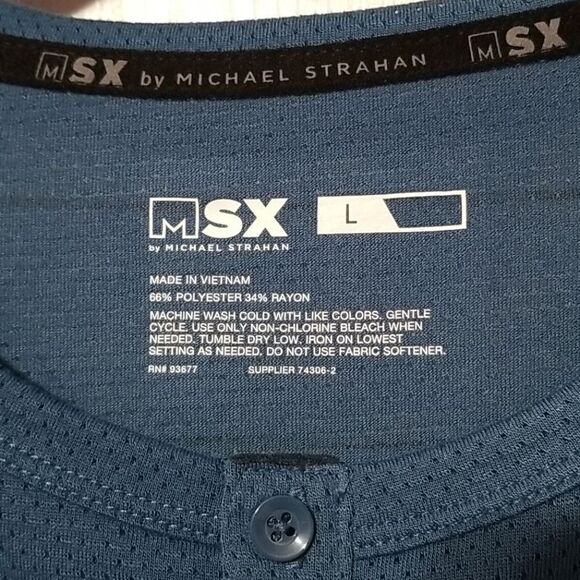 MSX by MICHAEL STRAHAN MSX
MSX L
by MICHAEL STRAHAN
MADE IN VIETNAM
66% POLYESTER 34% RAYON
MACHINE WASH COLD WITH LIKE COLORS. GENTLE
CYCLE. USE ONLY NON-CHLORINE BLEACH WHEN
NEEDED. TUMBLE DRY LOW. IRON ON LOWEST
SETTING AS NEEDED. DO NOT USE FABRIC SOFTENER.
RN# 93677 SUPPLIER 74306-2